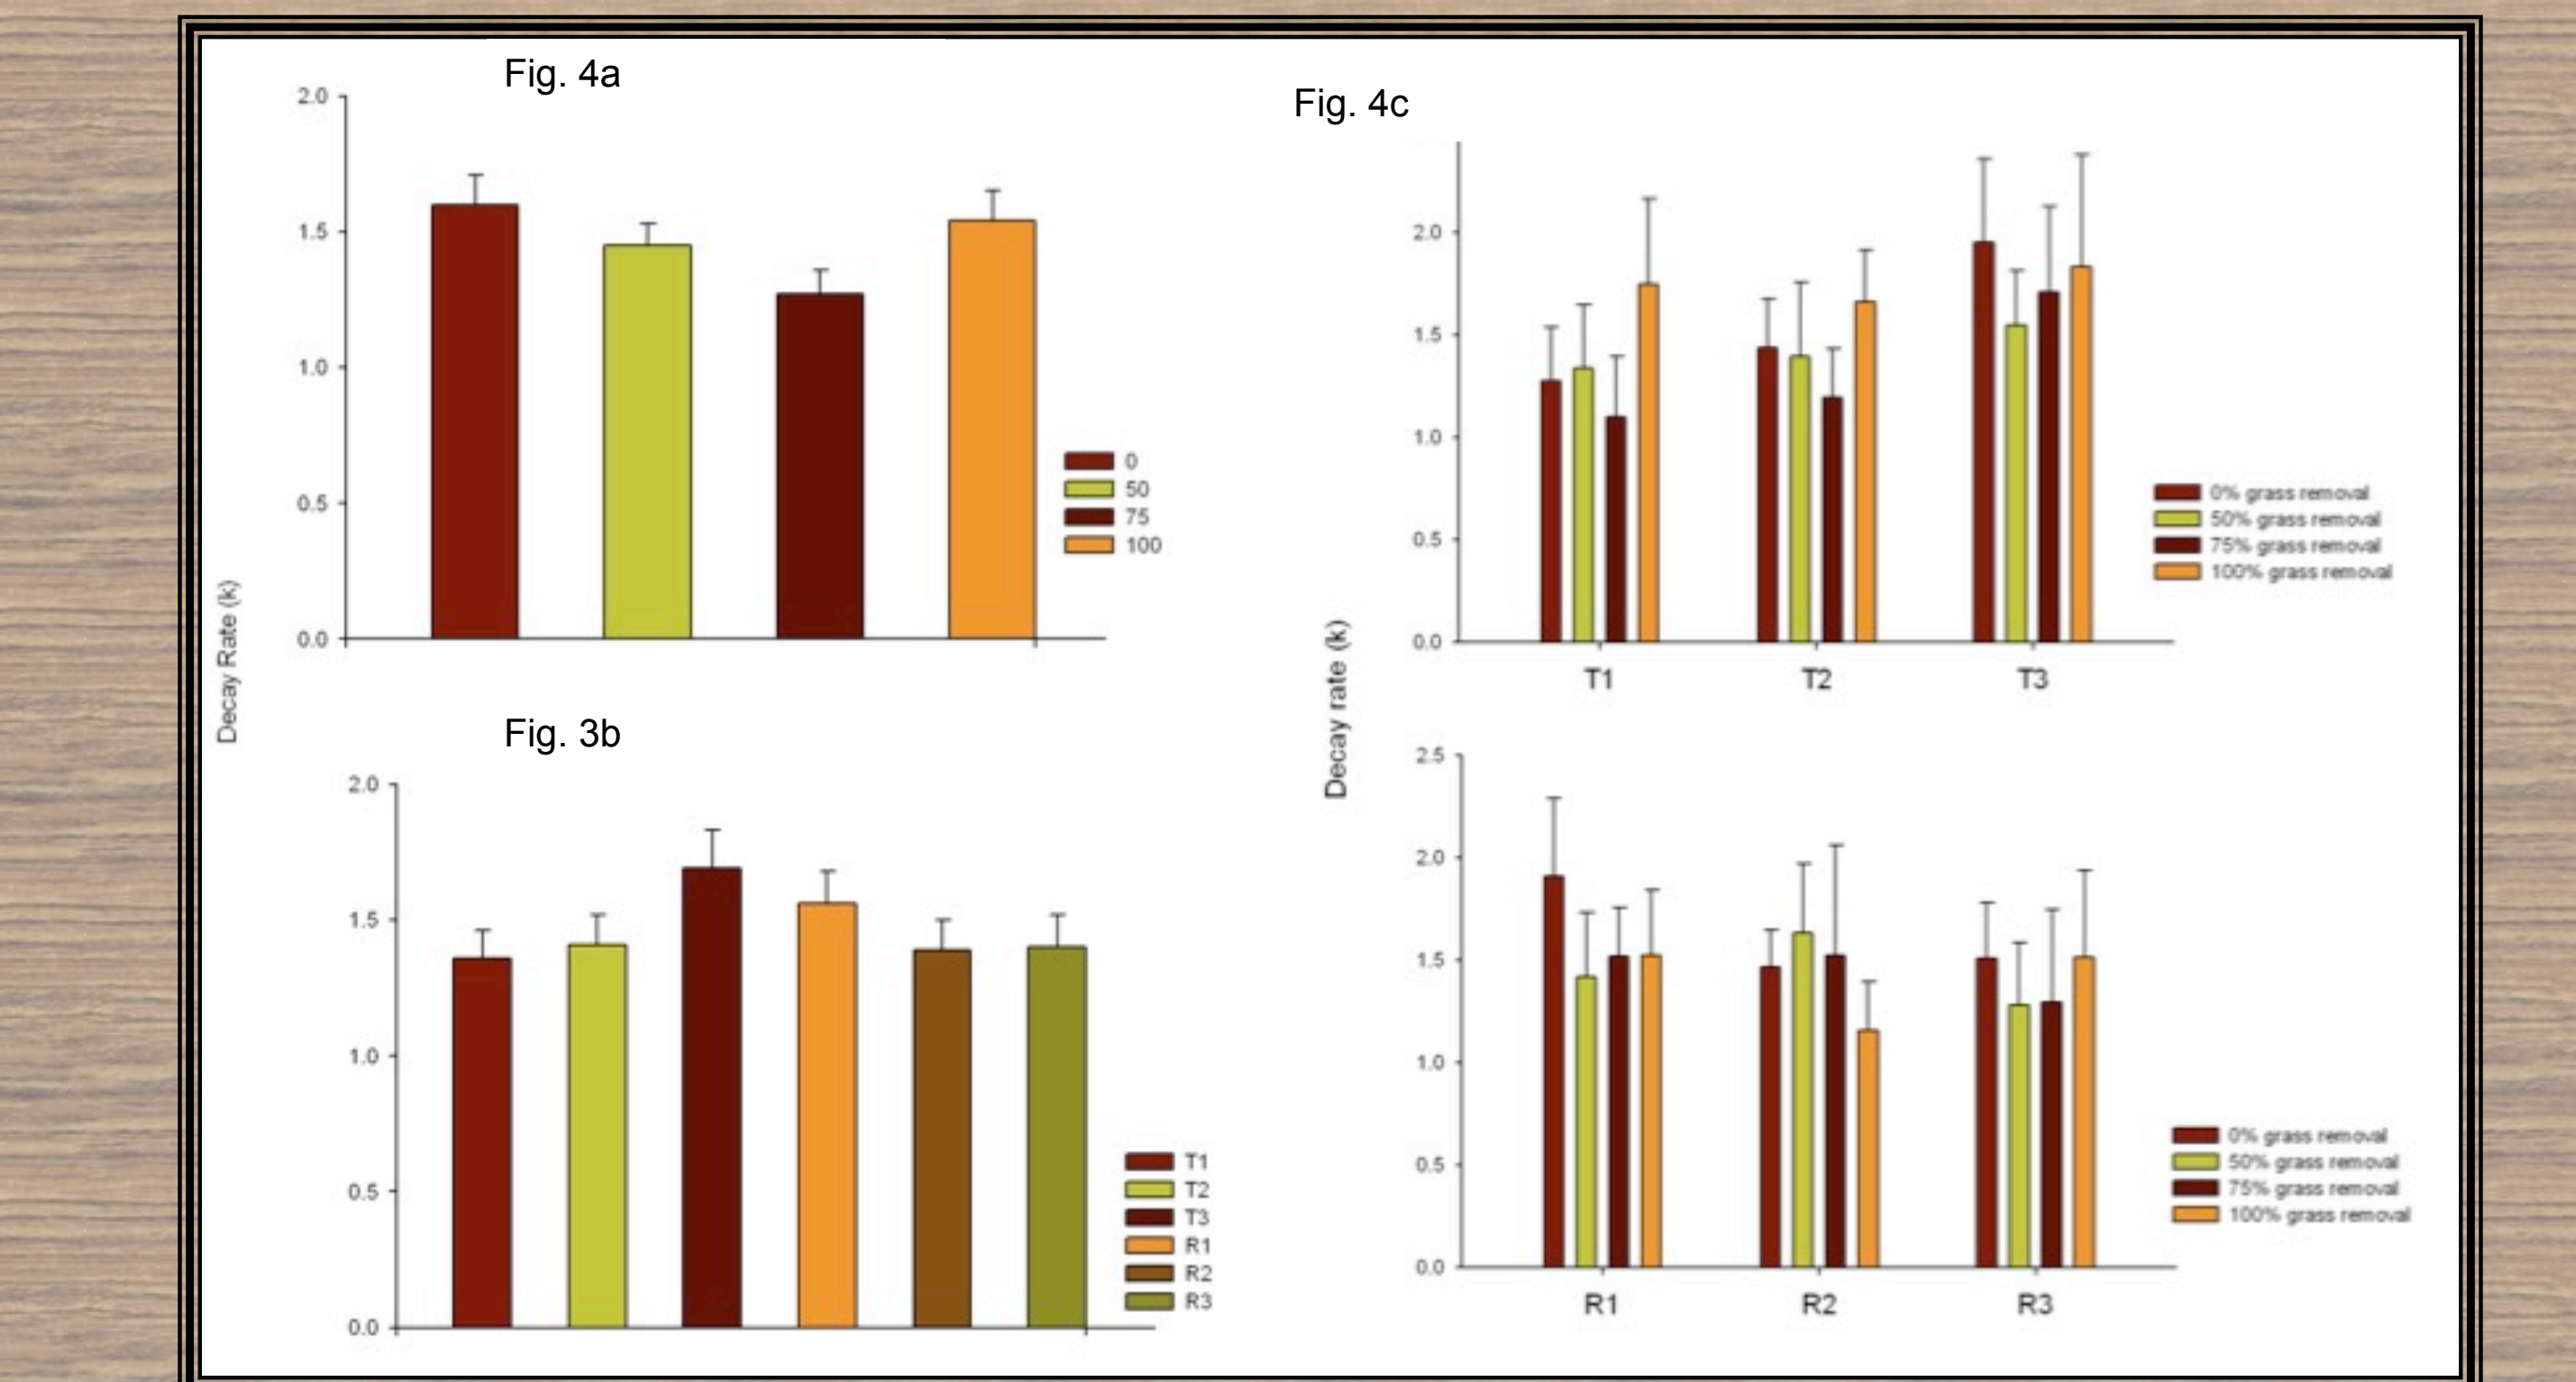 Fig. 4a
2.0
1.5
1.0
0.5
0.0
0
50
75
100
Decay Rate (k)
Fig. 3b
2.0
1.5
1.0
0.5
0.0
T1
T2
T3
R1
R2
R3
Fig. 4c
2.0
1.5
1.0
0.5
0.0
T1 T2 T3
0% grass removal
50% grass removal
75% grass removal
100% grass removal
Decay rate (k)
2.5
2.0
1.5
1.0
0.5
0.0
R1 R2 R3
0% grass removal
50% grass removal
75% grass removal
100% grass removal